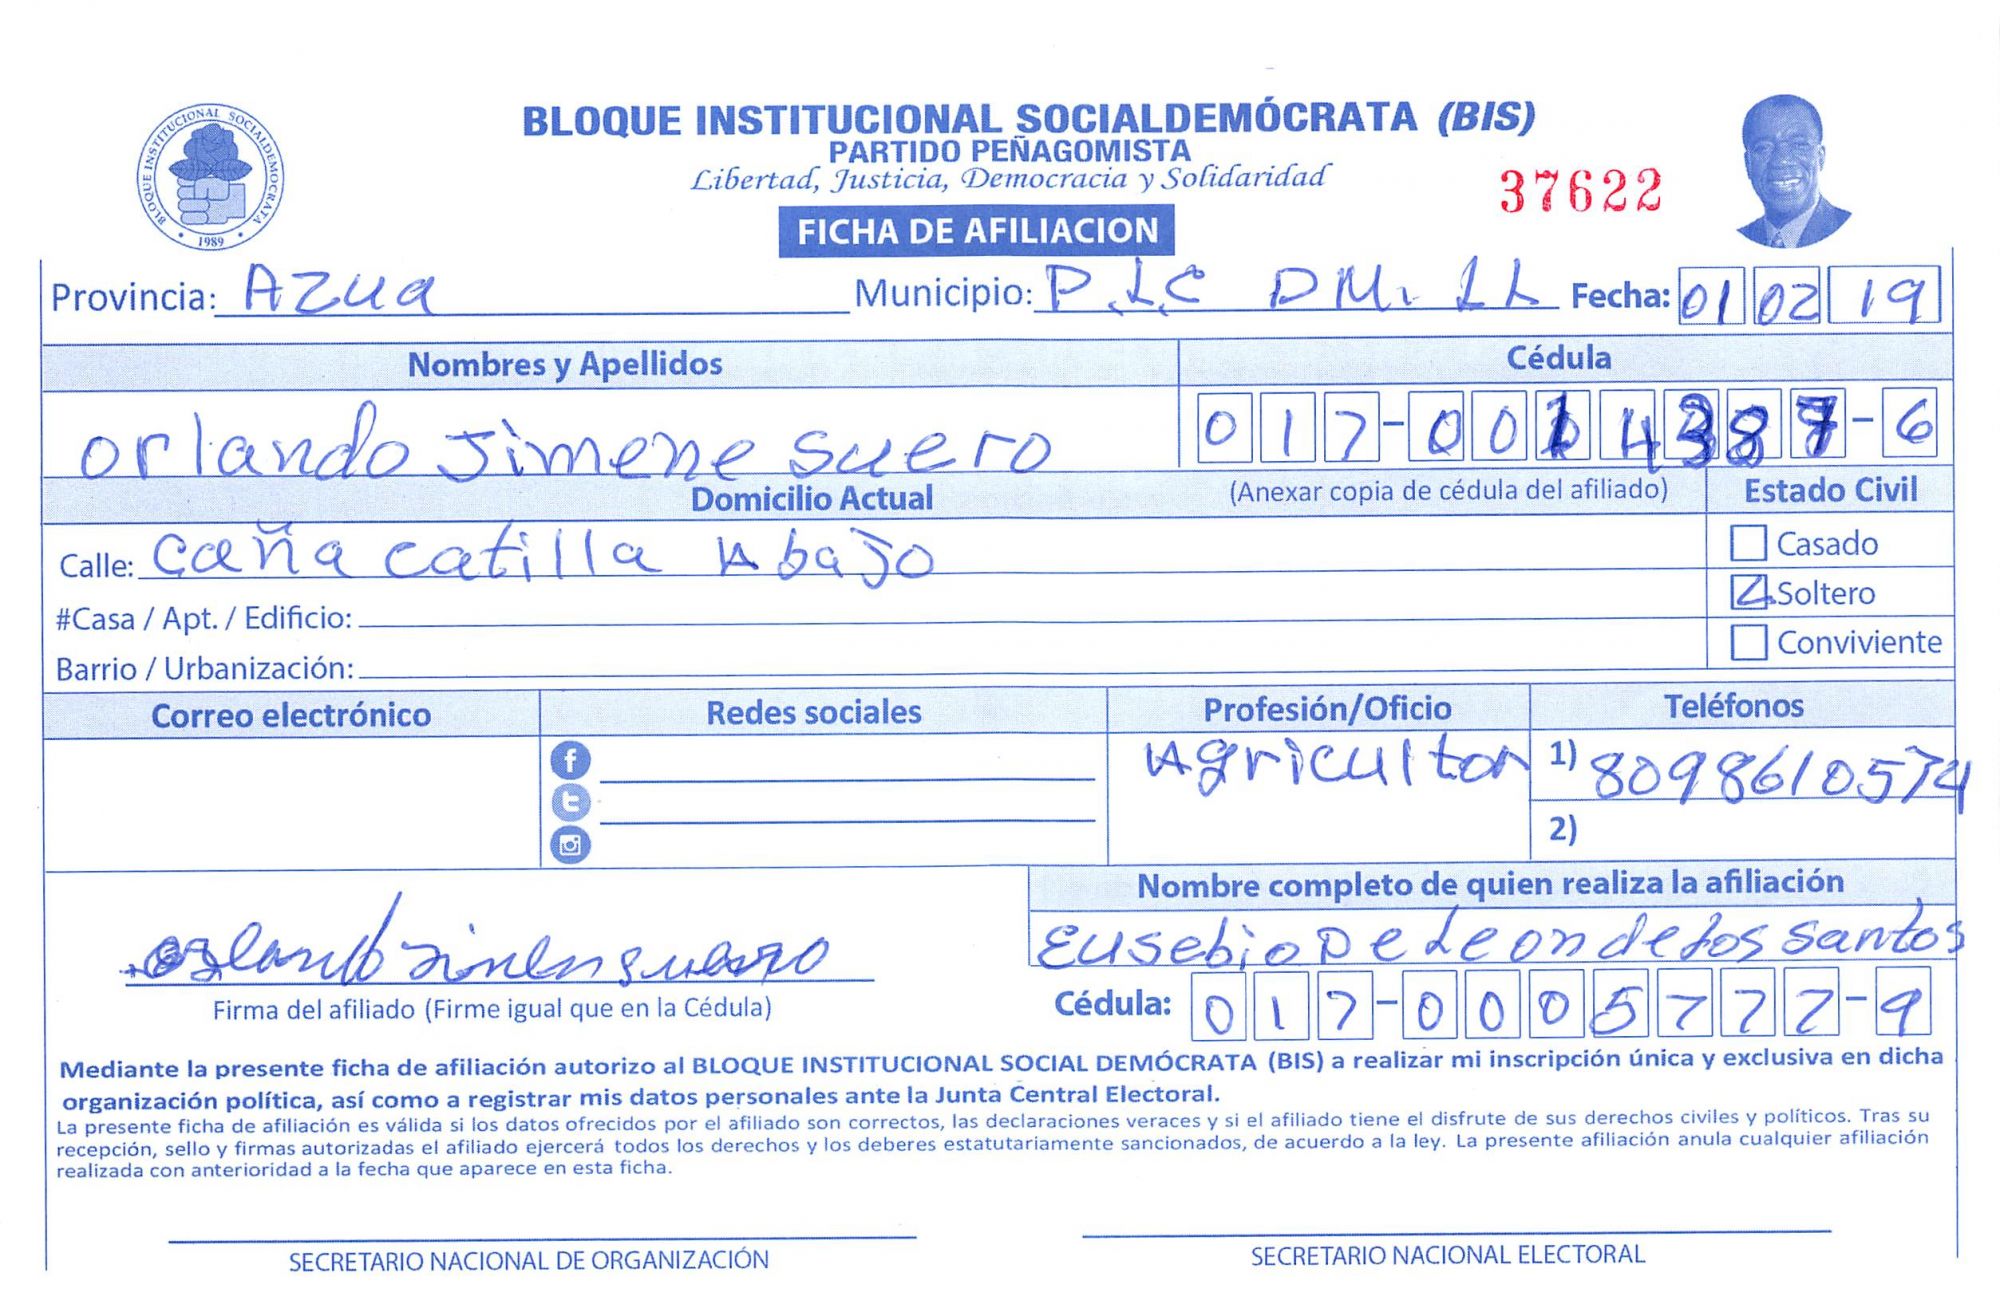 BLOQUE INSTITUCIONAL SOCIALDEMOCRATA
1989
BLOQUE INSTITUCIONAL SOCIALDEMÓCRATA (BIS)
PARTIDO PEÑAGOMISTA
Libertad, Justicia, Democracia y Solidaridad
37622
FICHA DE AFILIACION
Provincia: Azua Municipio: P.L.C DM. LL Fecha: 01 02 19
Nombres y Apellidos Cédula
orlando Jimene suero 017-0014387-6
Domicilio Actual (Anexar copia de cédula del afiliado) Estado Civil
Calle: Caña catilla Abajo Casado
#Casa / Apt. / Edificio: Soltero
Barrio / Urbanización: Conviviente
Correo electrónico Redes sociales Profesión/Oficio Teléfonos
Agricultor 1) 8098610574
2)
Nombre completo de quien realiza la afiliación
Eusebio De Leon de los Santos
orlando jimenes suero
Firma del afiliado (Firme igual que en la Cédula) Cédula: 017-0005777-9
Mediante la presente ficha de afiliación autorizo al BLOQUE INSTITUCIONAL SOCIAL DEMÓCRATA (BIS) a realizar mi inscripción única y exclusiva en dicha
organización política, así como a registrar mis datos personales ante la Junta Central Electoral.
La presente ficha de afiliación es válida si los datos ofrecidos por el afiliado son correctos, las declaraciones veraces y si el afiliado tiene el disfrute de sus derechos civiles y políticos. Tras su
recepción, sello y firmas autorizadas el afiliado ejercerá todos los derechos y los deberes estatutariamente sancionados, de acuerdo a la ley. La presente afiliación anula cualquier afiliación
realizada con anterioridad a la fecha que aparece en esta ficha.
SECRETARIO NACIONAL DE ORGANIZACIÓN SECRETARIO NACIONAL ELECTORAL